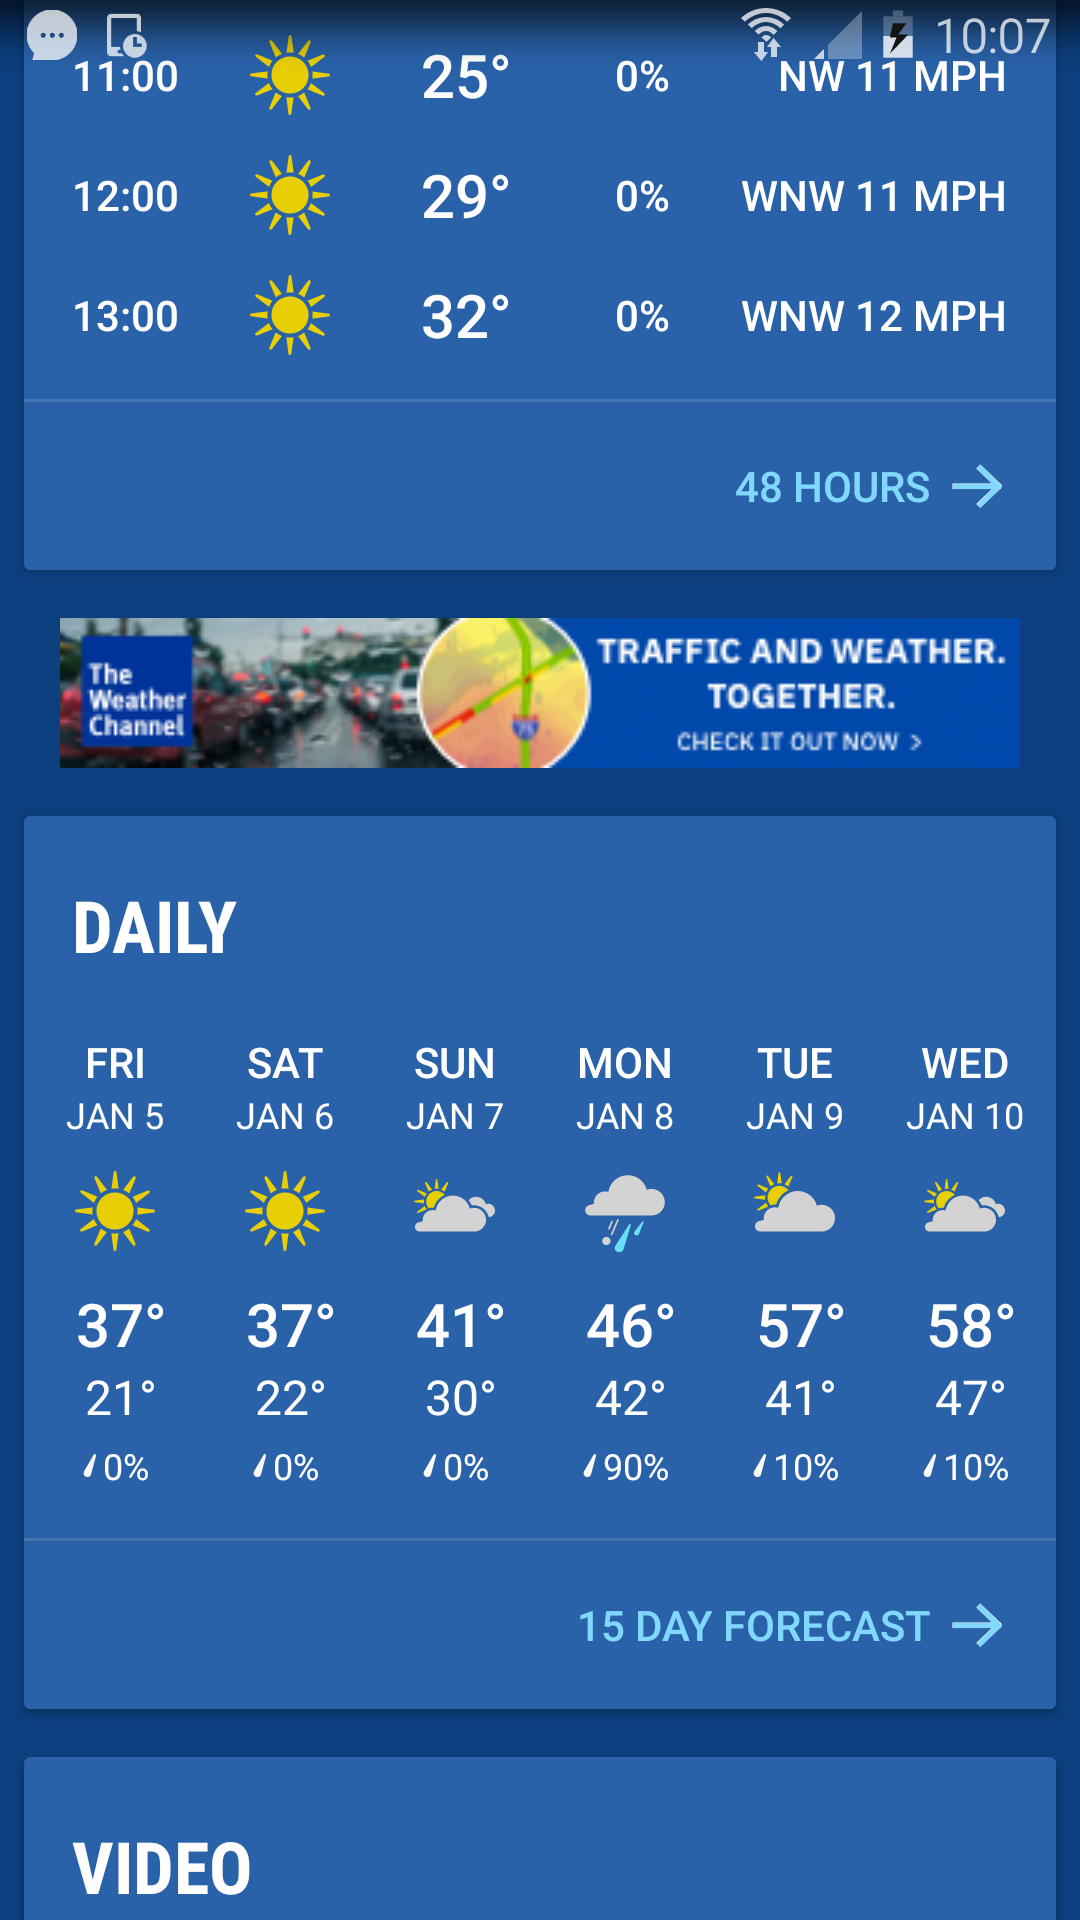 10:07
11:00 25° 0% NW 11 MPH
12:00 29° 0% WNW 11 MPH
13:00 32° 0% WNW 12 MPH
48 HOURS
The
Weather
Channel
TRAFFIC AND WEATHER.
TOGETHER.
CHECK IT OUT NOW >
DAILY
FRI SAT SUN MON TUE WED
JAN 5 JAN 6 JAN 7 JAN 8 JAN 9 JAN 10
37° 37° 41° 46° 57° 58°
21° 22° 30° 42° 41° 47°
0% 0% 0% 90% 10% 10%
15 DAY FORECAST
VIDEO